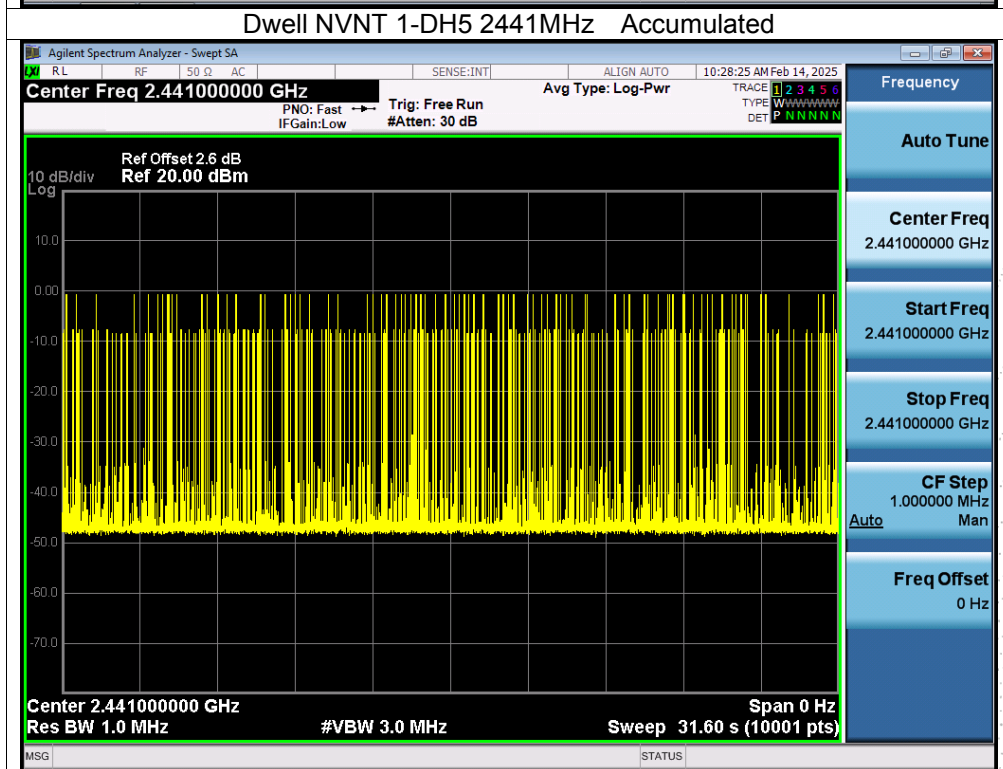 Dwell NVNT 1-DH5 2441MHz Accumulated
Agilent Spectrum Analyzer - Swept SA
LXI RL RF 50 Ω AC SENSE:INT ALIGN AUTO 10:28:25 AM Feb 14, 2025
Center Freq 2.441000000 GHz
PNO: Fast
IFGain:Low
Trig: Free Run
#Atten: 30 dB
Avg Type: Log-Pwr
TRACE 1 2 3 4 5 6
TYPE WWWWWWW
DET P N N N N N
Frequency
Auto Tune
Center Freq
2.441000000 GHz
Start Freq
2.441000000 GHz
Stop Freq
2.441000000 GHz
CF Step
1.000000 MHz
Auto Man
Freq Offset
0 Hz
Ref Offset 2.6 dB
10 dB/div Ref 20.00 dBm
Log
10.0
0.00
-10.0
-20.0
-30.0
-40.0
-50.0
-60.0
-70.0
Center 2.441000000 GHz Span 0 Hz
Res BW 1.0 MHz #VBW 3.0 MHz Sweep 31.60 s (10001 pts)
MSG STATUS